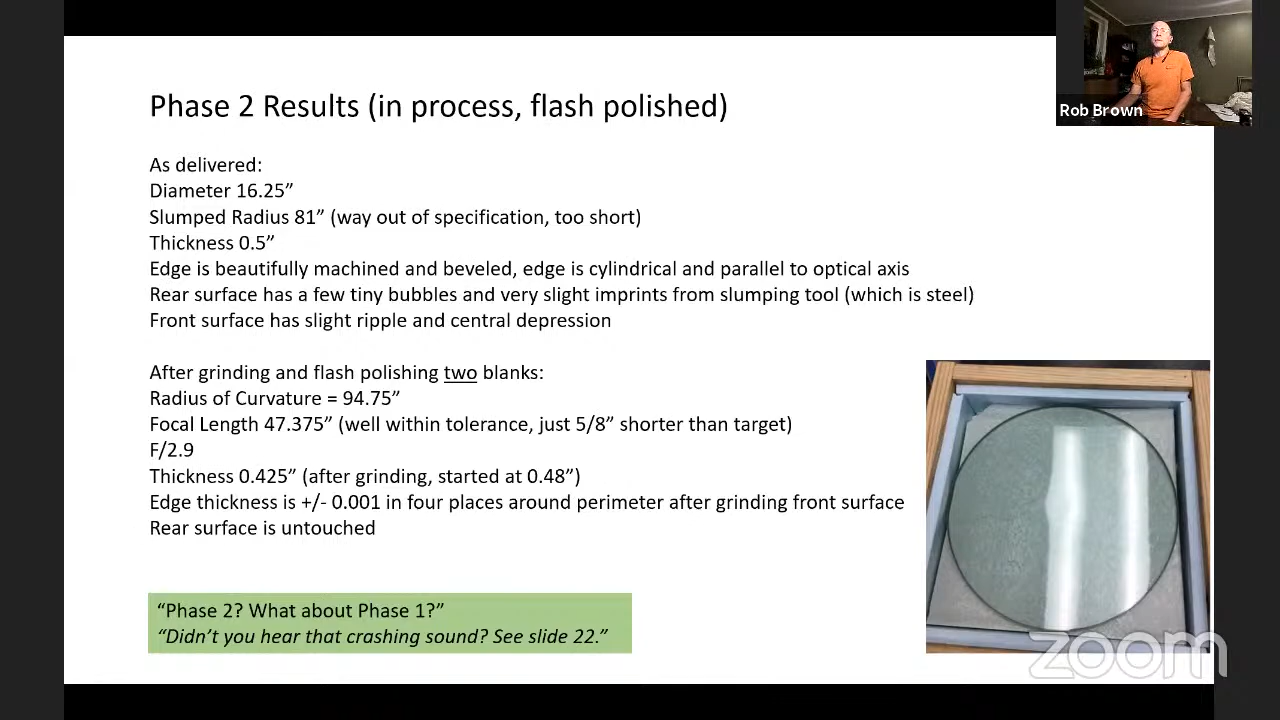 Phase 2 Results (in process, flash polished)
Rob Brown
As delivered:
Diameter 16.25”
Slumped Radius 81” (way out of specification, too short)
Thickness 0.5”
Edge is beautifully machined and beveled, edge is cylindrical and parallel to optical axis
Rear surface has a few tiny bubbles and very slight imprints from slumping tool (which is steel)
Front surface has slight ripple and central depression
After grinding and flash polishing two blanks:
Radius of Curvature = 94.75”
Focal Length 47.375” (well within tolerance, just 5/8” shorter than target)
F/2.9
Thickness 0.425” (after grinding, started at 0.48”)
Edge thickness is +/- 0.001 in four places around perimeter after grinding front surface
Rear surface is untouched
“Phase 2? What about Phase 1?”
“Didn’t you hear that crashing sound? See slide 22.”
zoom